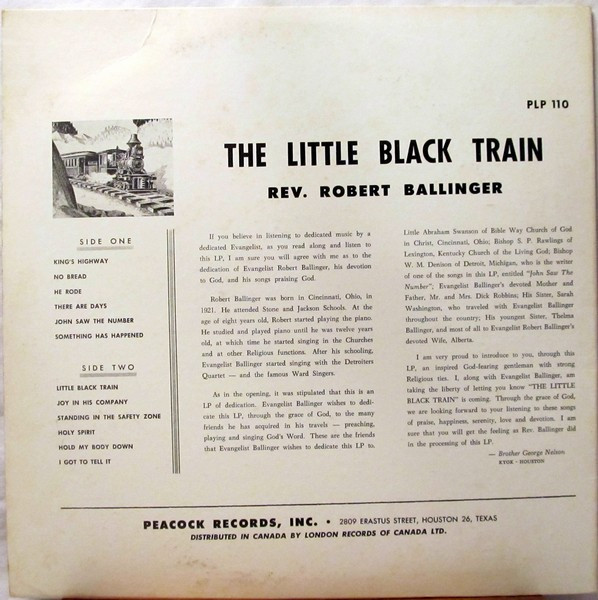 PLP 110
THE LITTLE BLACK TRAIN
REV. ROBERT BALLINGER
SIDE ONE
KING'S HIGHWAY
NO BREAD
HE RODE
THERE ARE DAYS
JOHN SAW THE NUMBER
SOMETHING HAS HAPPENED
SIDE TWO
LITTLE BLACK TRAIN
JOY IN HIS COMPANY
STANDING IN THE SAFETY ZONE
HOLY SPIRIT
HOLD MY BODY DOWN
I GOT TO TELL IT
If you believe in listening to dedicated music by a
dedicated Evangelist, as you read along and listen to
this LP, I am sure you will agree with me as to the
dedication of Evangelist Robert Ballinger, his devotion
to God, and his songs praising God.
Robert Ballinger was born in Cincinnati, Ohio, in
1921. He attended Stone and Jackson Schools. At the
age of eight years old, Robert started playing the piano.
He studied and played piano until he was twelve years
old, at which time he started singing in the Churches
and at other Religious functions. After his schooling,
Evangelist Ballinger started singing with the Detroiters
Quartet — and the famous Ward Singers.
As in the opening, it was stipulated that this is an
LP of dedication. Evangelist Ballinger wishes to dedi-
cate this LP, through the grace of God, to the many
friends he has acquired in his travels — preaching,
playing and singing God's Word. These are the friends
that Evangelist Ballinger wishes to dedicate this LP to.
Little Abraham Swanson of Bible Way Church of God
in Christ, Cincinnati, Ohio; Bishop S. P. Rawlings of
Lexington, Kentucky Church of the Living God; Bishop
W. M. Denison of Detroit, Michigan, who is the writer
of one of the songs in this LP, entitled "John Saw The
Number"; Evangelist Ballinger's devoted Mother and
Father, Mr. and Mrs. Dick Robbins; His Sister, Sarah
Washington, who traveled with Evangelist Ballinger
throughout the country; His youngest Sister, Thelma
Ballinger, and most of all to Evangelist Robert Ballinger's
devoted Wife, Alberta.
I am very proud to introduce to you, through this
LP, an inspired God-fearing gentleman with strong
Religious ties. I, along with Evangelist Ballinger, am
taking the liberty of letting you know "THE LITTLE
BLACK TRAIN" is coming. Through the grace of God,
we are looking forward to your listening to these songs
of praise, happiness, serenity, love and devotion. I am
sure that you will get the feeling as Rev. Ballinger did
in the processing of this LP.
— Brother George Nelson
KYOK - HOUSTON
PEACOCK RECORDS, INC. • 2809 ERASTUS STREET, HOUSTON 26, TEXAS
DISTRIBUTED IN CANADA BY LONDON RECORDS OF CANADA LTD.